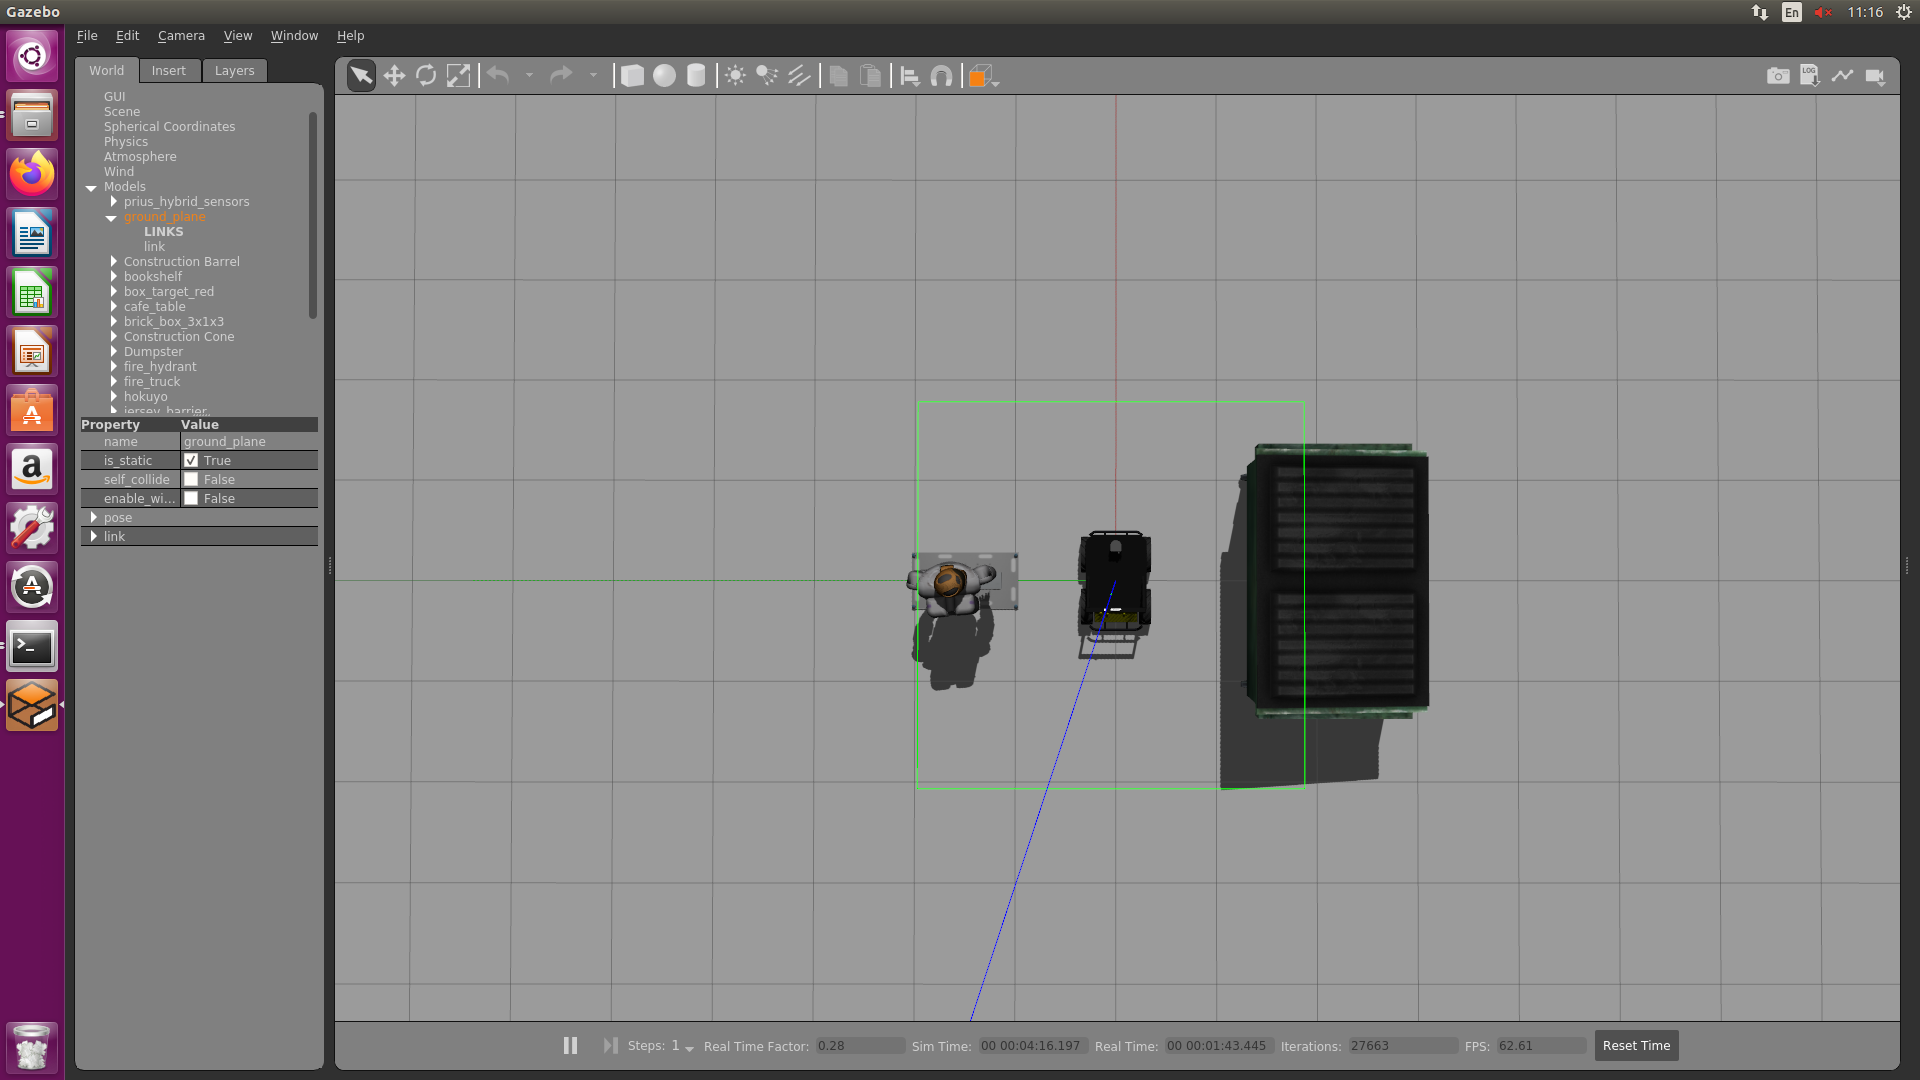 Gazebo
En
11:16
File Edit Camera View Window Help
World Insert Layers
GUI
Scene
Spherical Coordinates
Physics
Atmosphere
Wind
Models
prius_hybrid_sensors
ground_plane
LINKS
link
Construction Barrel
bookshelf
box_target_red
cafe_table
brick_box_3x1x3
Construction Cone
Dumpster
fire_hydrant
fire_truck
hokuyo
jersey_barrier
Property Value
name ground_plane
is_static True
self_collide False
enable_wi... False
pose
link
LOG
Steps: 1 Real Time Factor: 0.28 Sim Time: 00 00:04:16.197 Real Time: 00 00:01:43.445 Iterations: 27663 FPS: 62.61 Reset Time